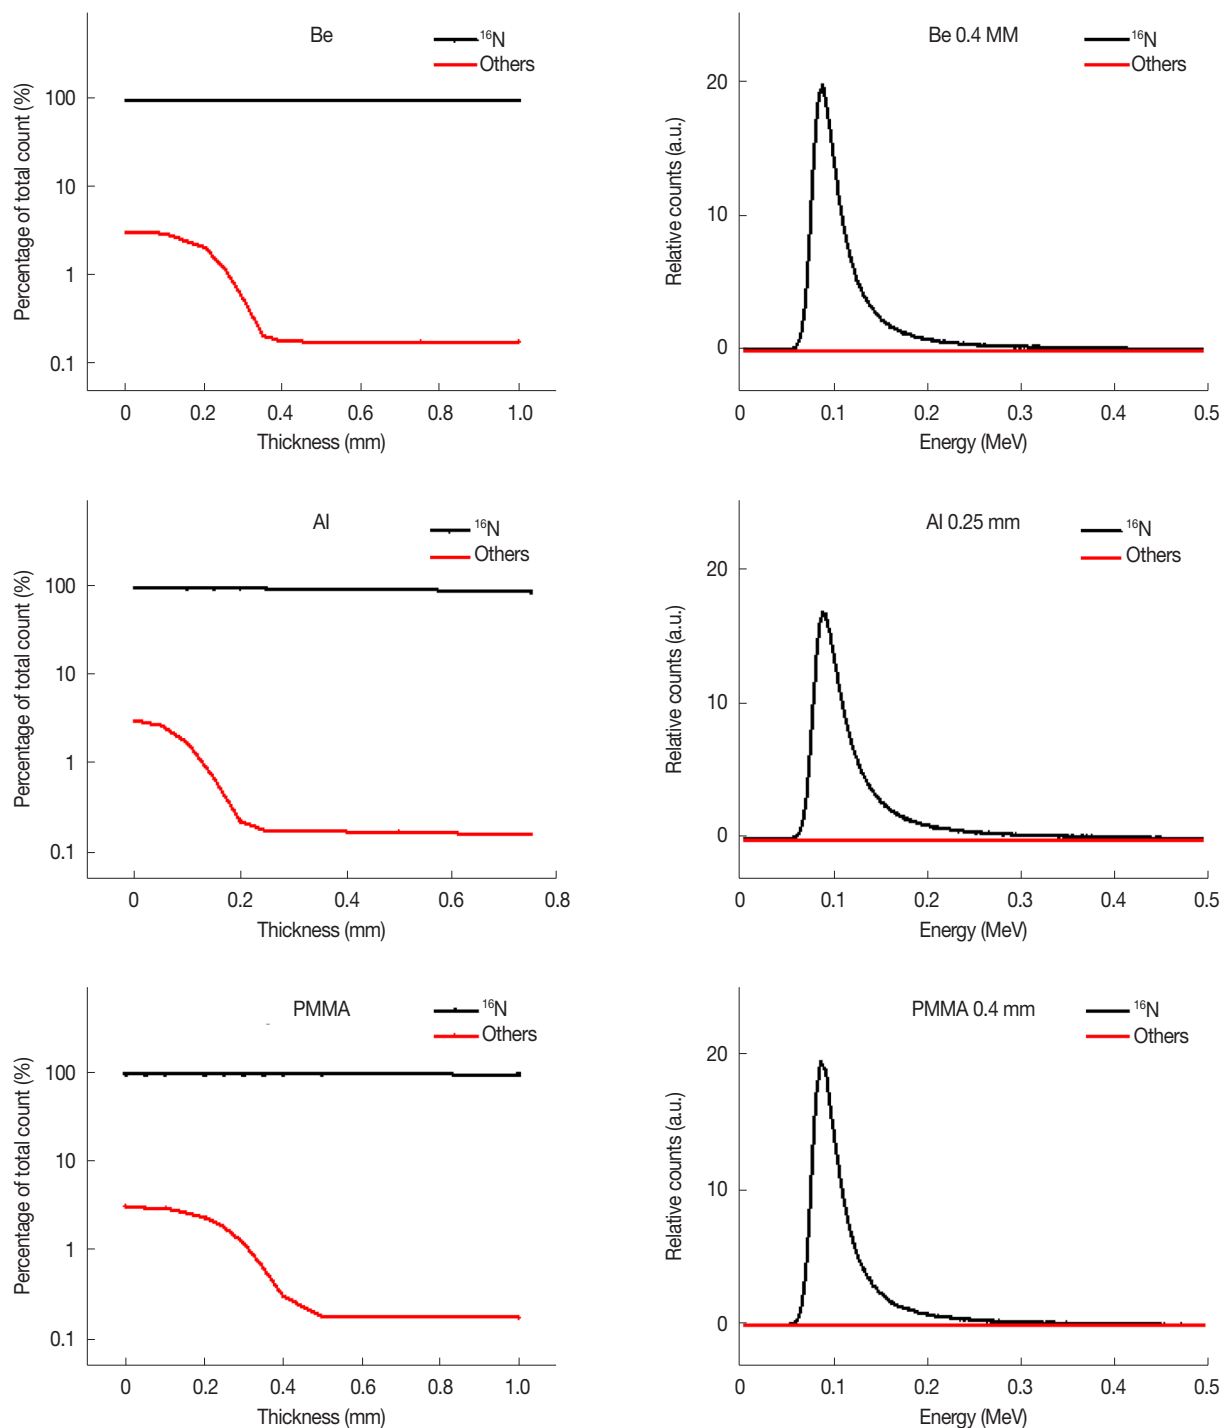 Be
¹⁶N
Others
Percentage of total count (%)
100
10
1
0.1
0 0.2 0.4 0.6 0.8 1.0
Thickness (mm)
Be 0.4 MM
¹⁶N
Others
Relative counts (a.u.)
20
10
0
0 0.1 0.2 0.3 0.4 0.5
Energy (MeV)
Al
¹⁶N
Others
Percentage of total count (%)
100
10
1
0.1
0 0.2 0.4 0.6 0.8
Thickness (mm)
Al 0.25 mm
¹⁶N
Others
Relative counts (a.u.)
20
10
0
0 0.1 0.2 0.3 0.4 0.5
Energy (MeV)
PMMA
¹⁶N
Others
Percentage of total count (%)
100
10
1
0.1
0 0.2 0.4 0.6 0.8 1.0
Thickness (mm)
PMMA 0.4 mm
¹⁶N
Others
Relative counts (a.u.)
20
10
0
0 0.1 0.2 0.3 0.4 0.5
Energy (MeV)